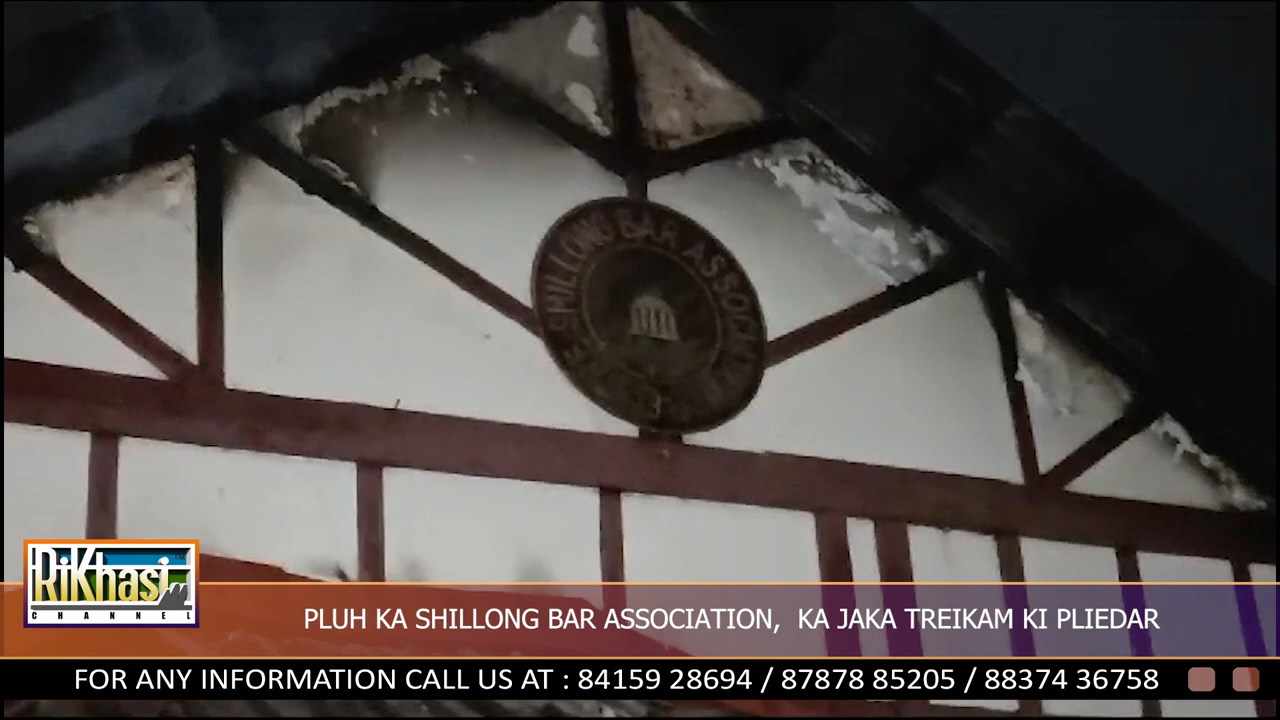 SHILLONG BAR ASSOCIATION
RiKhasi
CHANNEL
PLUH KA SHILLONG BAR ASSOCIATION, KA JAKA TREIKAM KI PLIEDAR
FOR ANY INFORMATION CALL US AT : 84159 28694 / 87878 85205 / 88374 36758